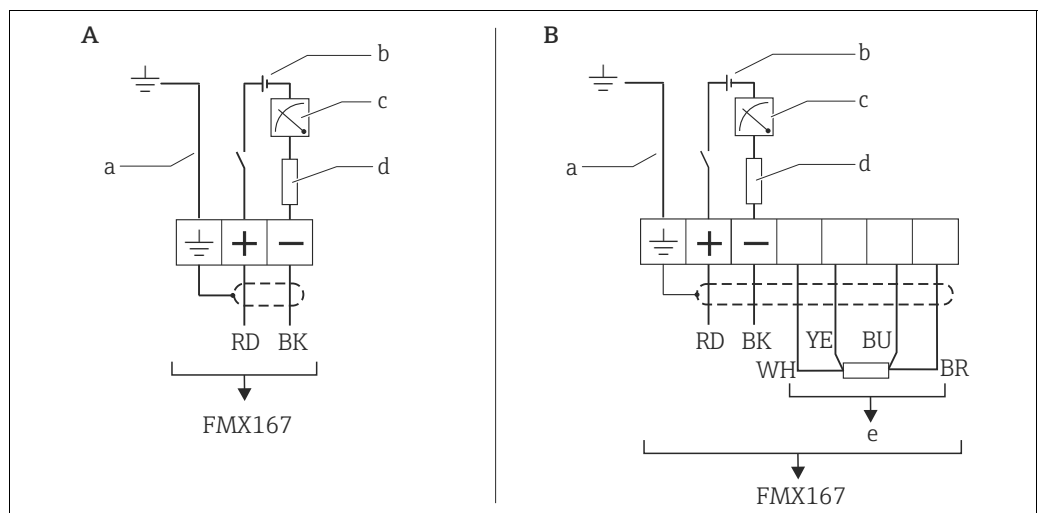 A
b
c
a
d
+ −
RD BK
FMX167
B
b
c
a
d
+ −
RD BK YE BU
WH BR
e
FMX167